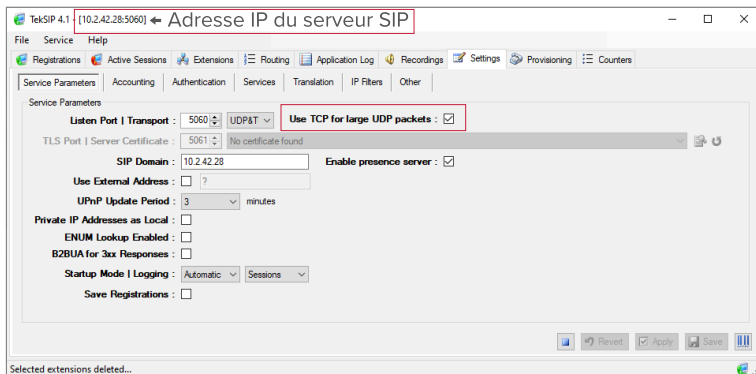 TekSIP 4.1 - [10.2.42.28:5060] ← Adresse IP du serveur SIP
File Service Help
Registrations Active Sessions Extensions Routing Application Log Recordings Settings Provisioning Counters
Service Parameters Accounting Authentication Services Translation IP Filters Other
Service Parameters
Listen Port | Transport : 5060 UDP&T Use TCP for large UDP packets :
TLS Port | Server Certificate : 5061 No certificate found
SIP Domain : 10.2.42.28 Enable presence server :
Use External Address : ?
UPnP Update Period : 3 minutes
Private IP Addresses as Local :
ENUM Lookup Enabled :
B2BUA for 3xx Responses :
Startup Mode | Logging : Automatic Sessions
Save Registrations :
Revert Apply Save
Selected extensions deleted...